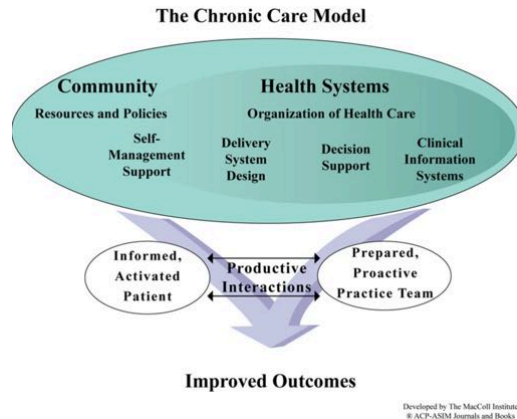 The Chronic Care Model
Community
Health Systems
Resources and Policies
Organization of Health Care
Self-
Management
Support
Delivery
System
Design
Decision
Support
Clinical
Information
Systems
Informed,
Activated
Patient
Productive
Interactions
Prepared,
Proactive
Practice Team
Improved Outcomes
Developed by The MacColl Institute
® ACP-ASIM Journals and Books